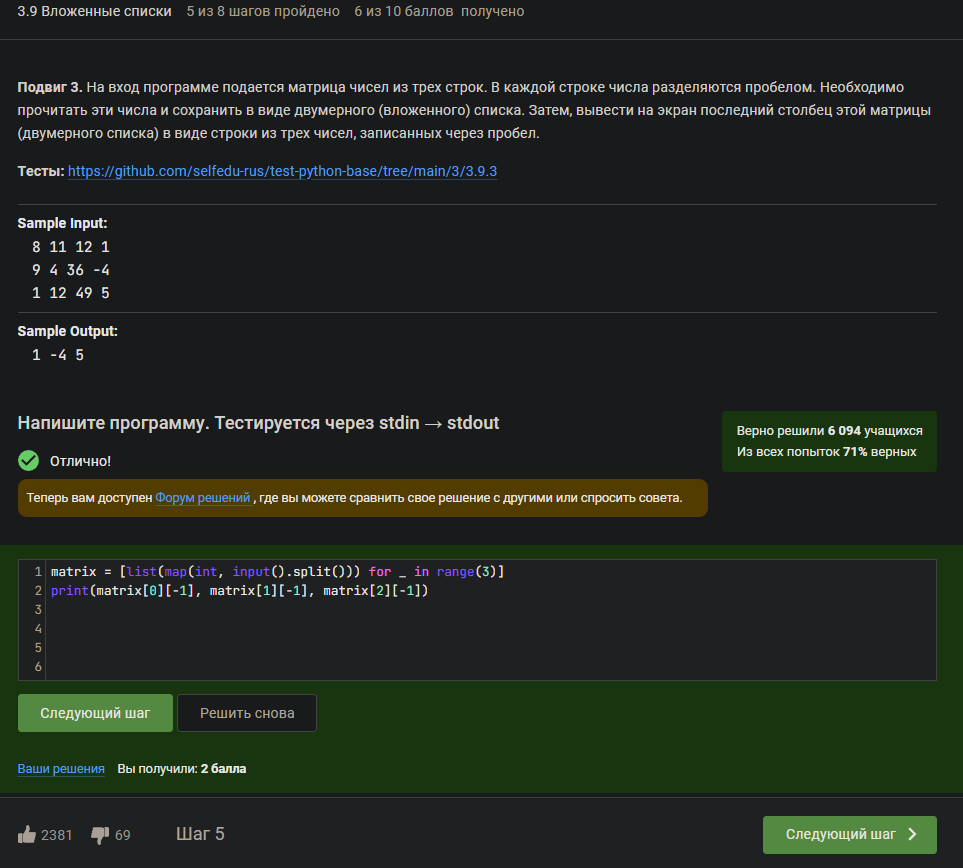 3.9 Вложенные списки 5 из 8 шагов пройдено 6 из 10 баллов получено
Подвиг 3. На вход программе подается матрица чисел из трех строк. В каждой строке числа разделяются пробелом. Необходимо
прочитать эти числа и сохранить в виде двумерного (вложенного) списка. Затем, вывести на экран последний столбец этой матрицы
(двумерного списка) в виде строки из трех чисел, записанных через пробел.
Тесты: https://github.com/selfedu-rus/test-python-base/tree/main/3/3.9.3
Sample Input:
8 11 12 1
9 4 36 -4
1 12 49 5
Sample Output:
1 -4 5
Напишите программу. Тестируется через stdin → stdout
Верно решили 6 094 учащихся
Из всех попыток 71% верных
Отлично!
Теперь вам доступен Форум решений , где вы можете сравнить свое решение с другими или спросить совета.
1 matrix = [list(map(int, input().split())) for _ in range(3)]
2 print(matrix[0][-1], matrix[1][-1], matrix[2][-1])
3
4
5
6
Следующий шаг Решить снова
Ваши решения Вы получили: 2 балла
2381 69 Шаг 5 Следующий шаг